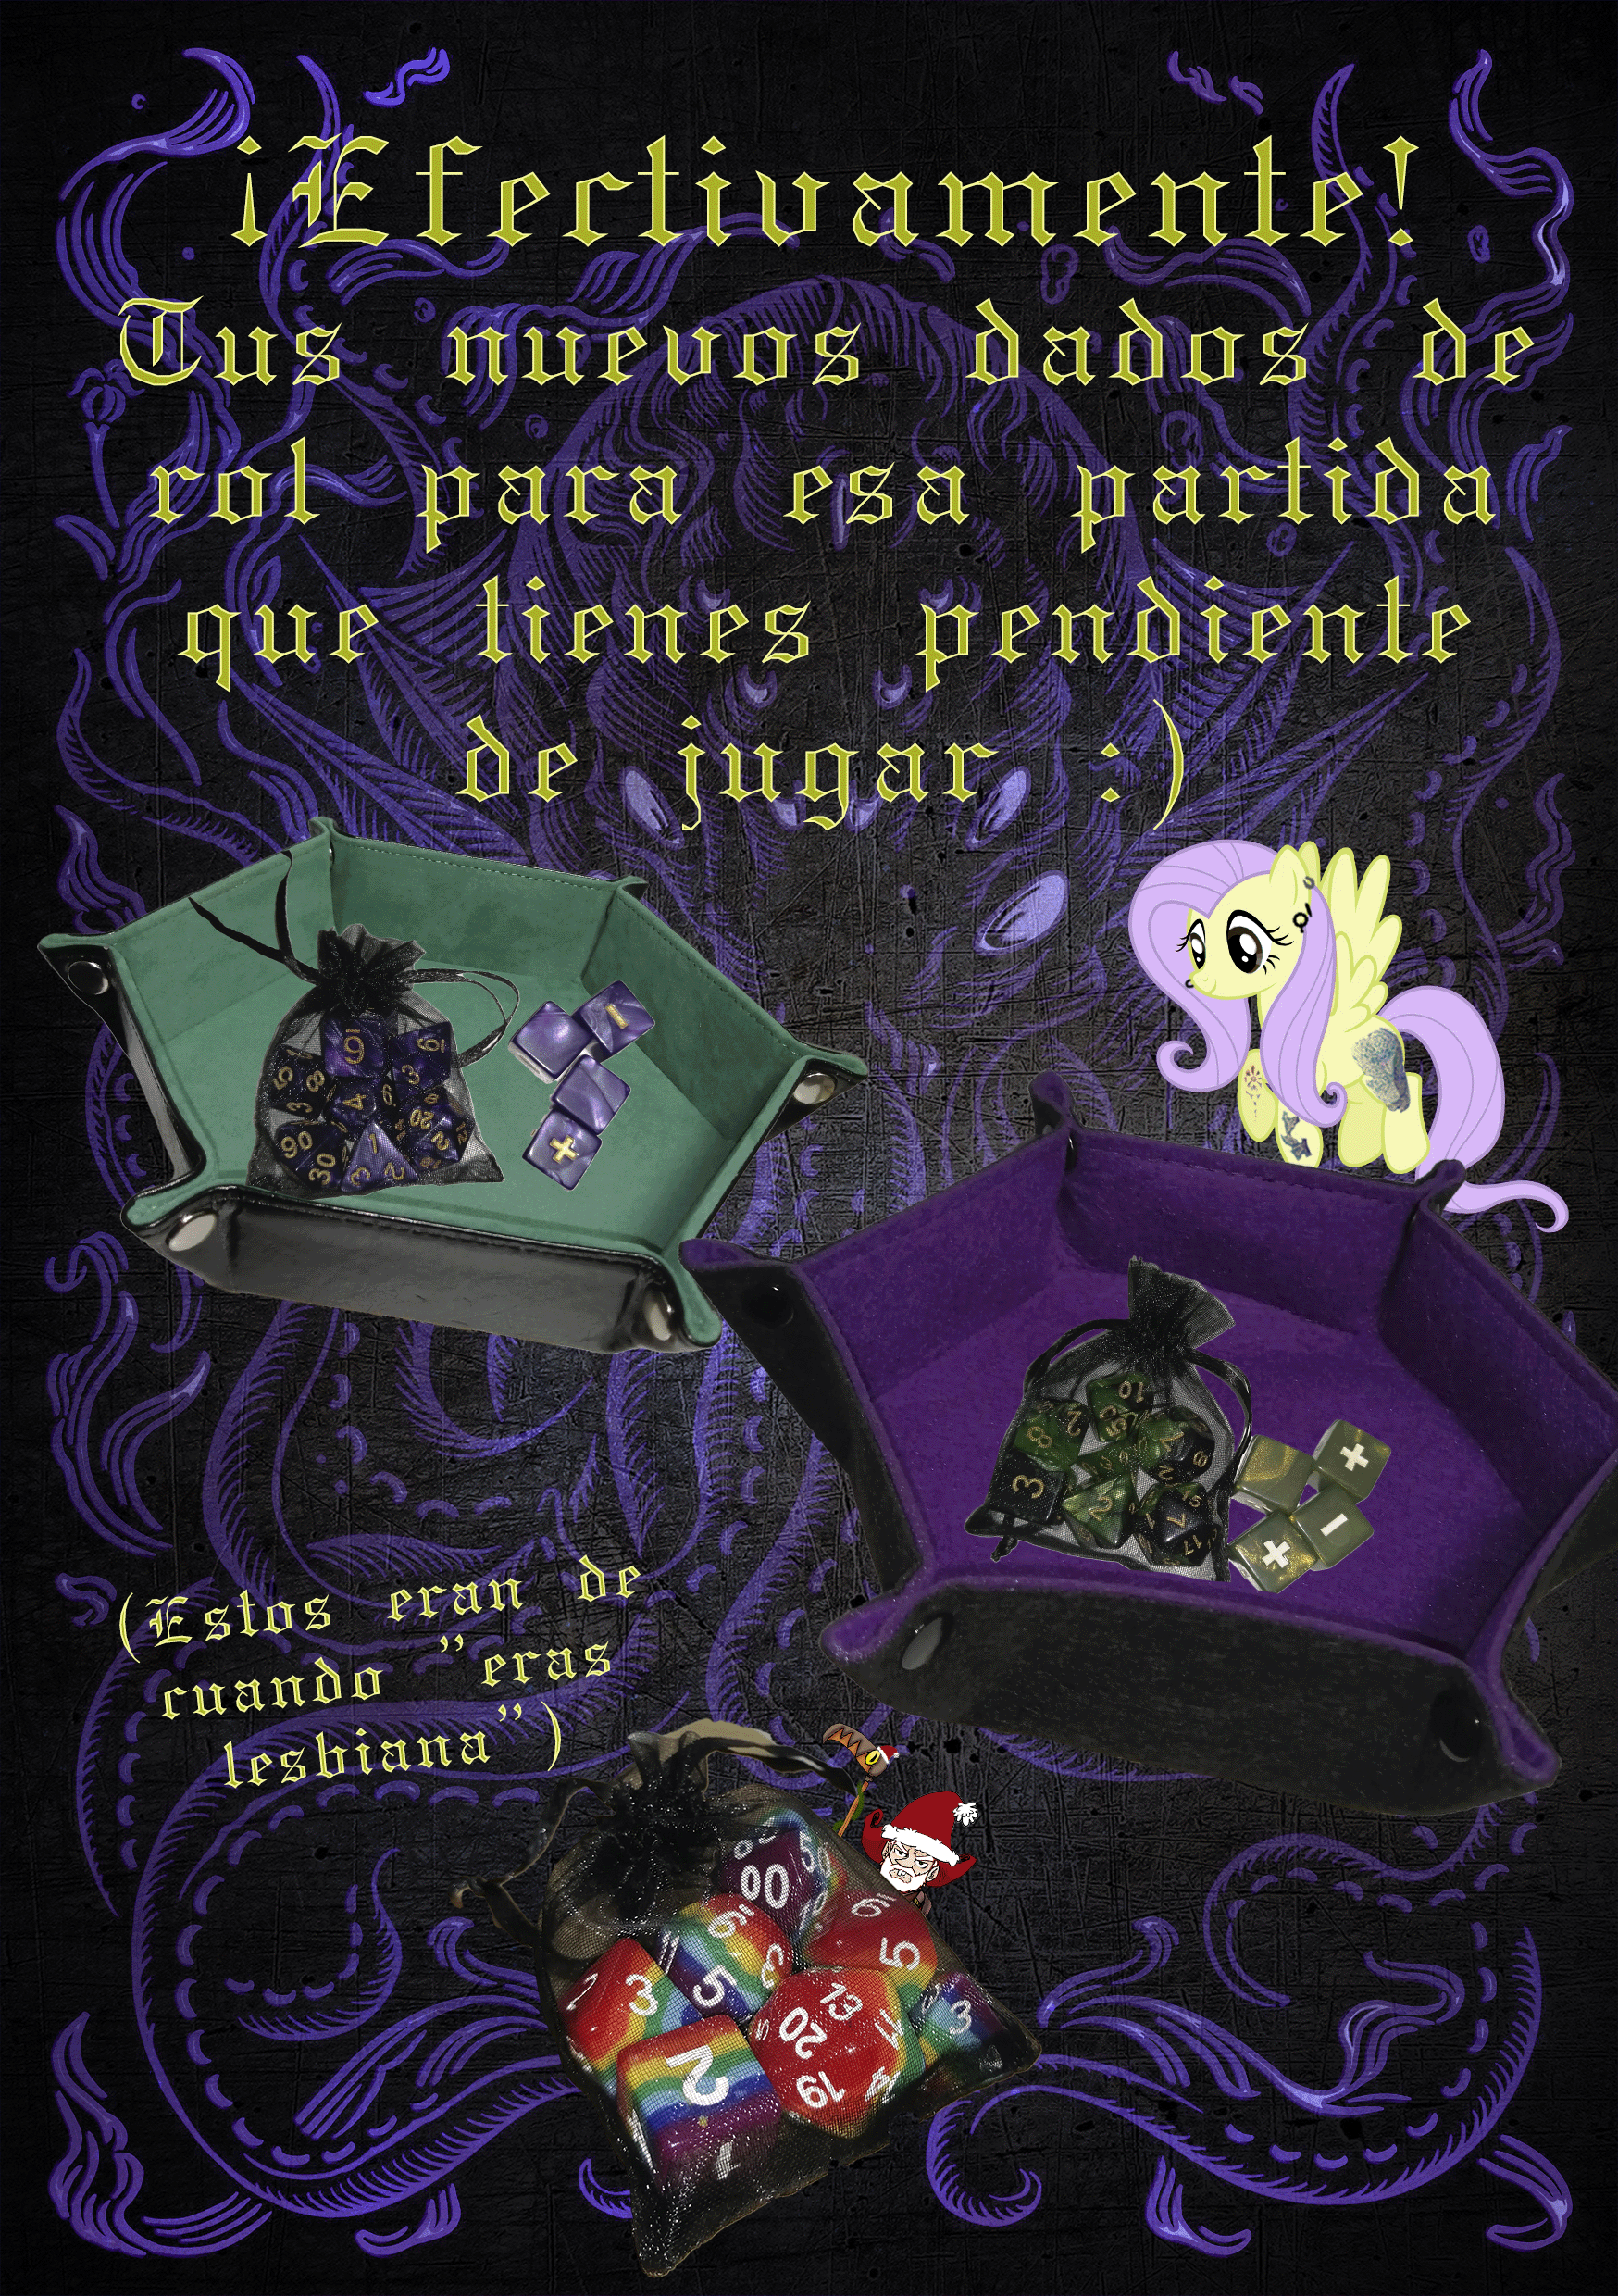 ¡Efectivamente!
Tus nuevos dados de
rol para esa partida
que tienes pendiente
de jugar :)
(Estos eran de
cuando "eras
lesbiana")